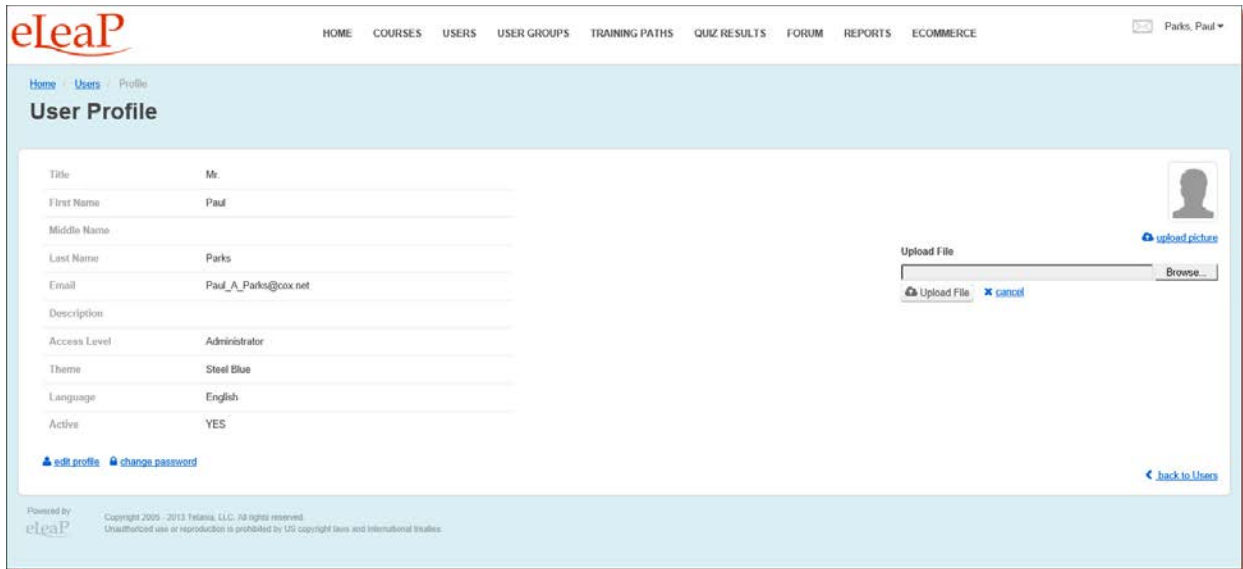 eLeaP
HOME COURSES USERS USER GROUPS TRAINING PATHS QUIZ RESULTS FORUM REPORTS ECOMMERCE
Parks, Paul
Home / Users / Profile
User Profile
Title Mr.
First Name Paul
Middle Name
Last Name Parks
Email Paul_A_Parks@cox.net
Description
Access Level Administrator
Theme Steel Blue
Language English
Active YES
edit profile change password
upload picture
Upload File
Browse...
Upload File cancel
back to Users
Powered by
eLeaP
Copyright 2005 - 2013 Telania, LLC. All rights reserved.
Unauthorized use or reproduction is prohibited by US copyright laws and international treaties.